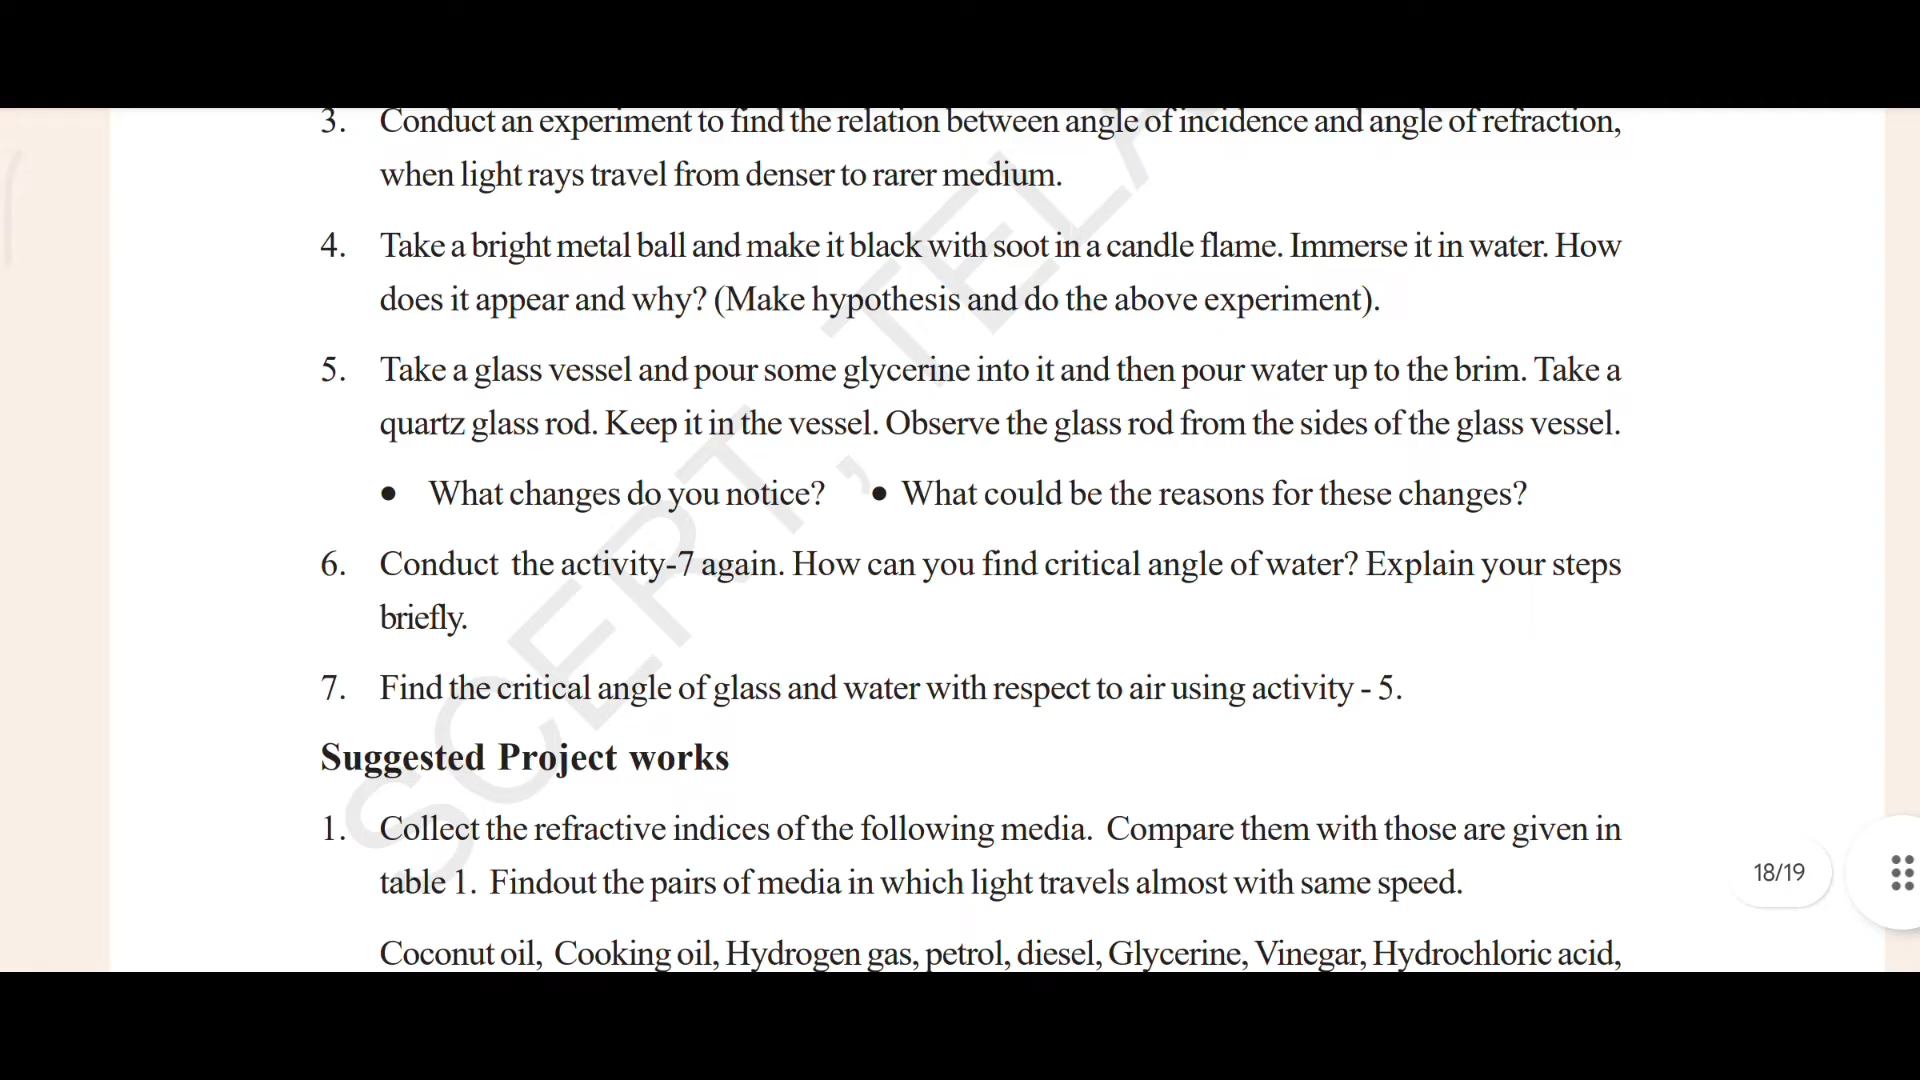 3. Conduct an experiment to find the relation between angle of incidence and angle of refraction,
when light rays travel from denser to rarer medium.
4. Take a bright metal ball and make it black with soot in a candle flame. Immerse it in water. How
does it appear and why? (Make hypothesis and do the above experiment).
5. Take a glass vessel and pour some glycerine into it and then pour water up to the brim. Take a
quartz glass rod. Keep it in the vessel. Observe the glass rod from the sides of the glass vessel.
• What changes do you notice? • What could be the reasons for these changes?
6. Conduct the activity-7 again. How can you find critical angle of water? Explain your steps
briefly.
7. Find the critical angle of glass and water with respect to air using activity - 5.
Suggested Project works
1. Collect the refractive indices of the following media. Compare them with those are given in
table 1. Findout the pairs of media in which light travels almost with same speed.
Coconut oil, Cooking oil, Hydrogen gas, petrol, diesel, Glycerine, Vinegar, Hydrochloric acid,
18/19
SCERT, TELA